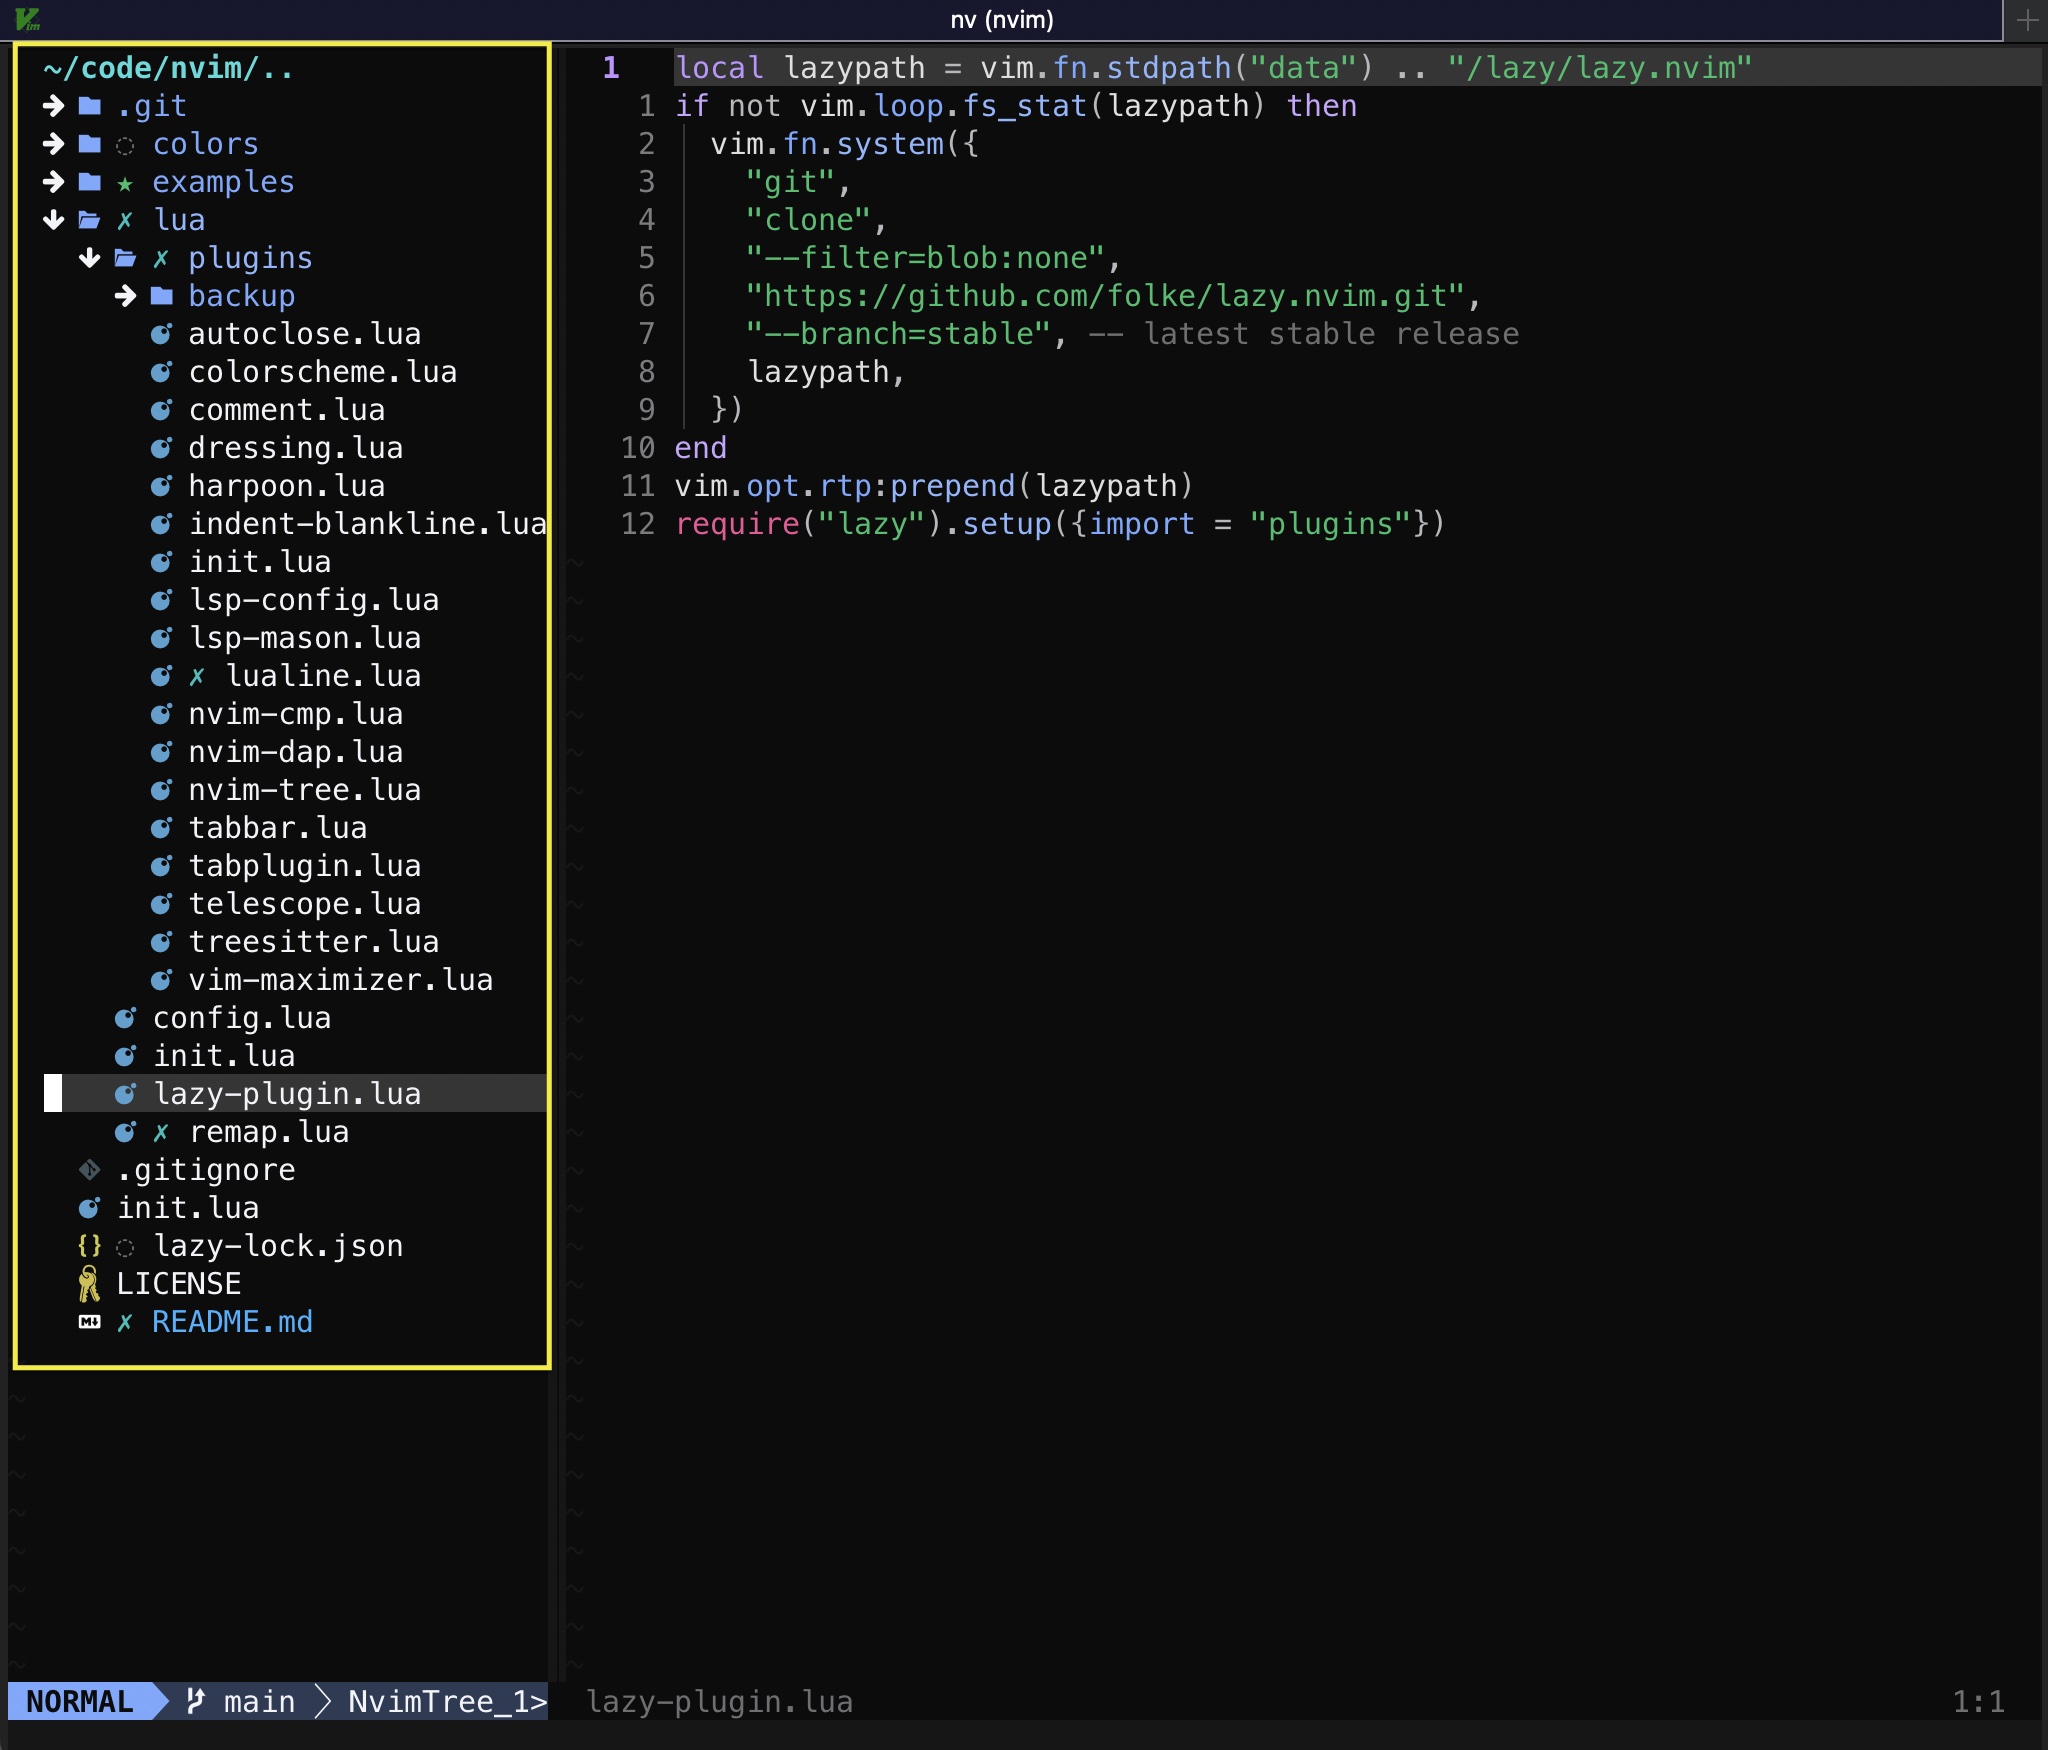 nv (nvim)
~/code/nvim/..
.git
colors
examples
lua
plugins
backup
autoclose.lua
colorscheme.lua
comment.lua
dressing.lua
harpoon.lua
indent-blankline.lua
init.lua
lsp-config.lua
lsp-mason.lua
✗ lualine.lua
nvim-cmp.lua
nvim-dap.lua
nvim-tree.lua
tabbar.lua
tabplugin.lua
telescope.lua
treesitter.lua
vim-maximizer.lua
config.lua
init.lua
lazy-plugin.lua
✗ remap.lua
.gitignore
init.lua
{} lazy-lock.json
LICENSE
✗ README.md
1 local lazypath = vim.fn.stdpath("data") .. "/lazy/lazy.nvim"
1 if not vim.loop.fs_stat(lazypath) then
2 vim.fn.system({
3 "git",
4 "clone",
5 "--filter=blob:none",
6 "https://github.com/folke/lazy.nvim.git",
7 "--branch=stable", -- latest stable release
8 lazypath,
9 })
10 end
11 vim.opt.rtp:prepend(lazypath)
12 require("lazy").setup({import = "plugins"})
NORMAL main NvimTree_1> lazy-plugin.lua 1:1